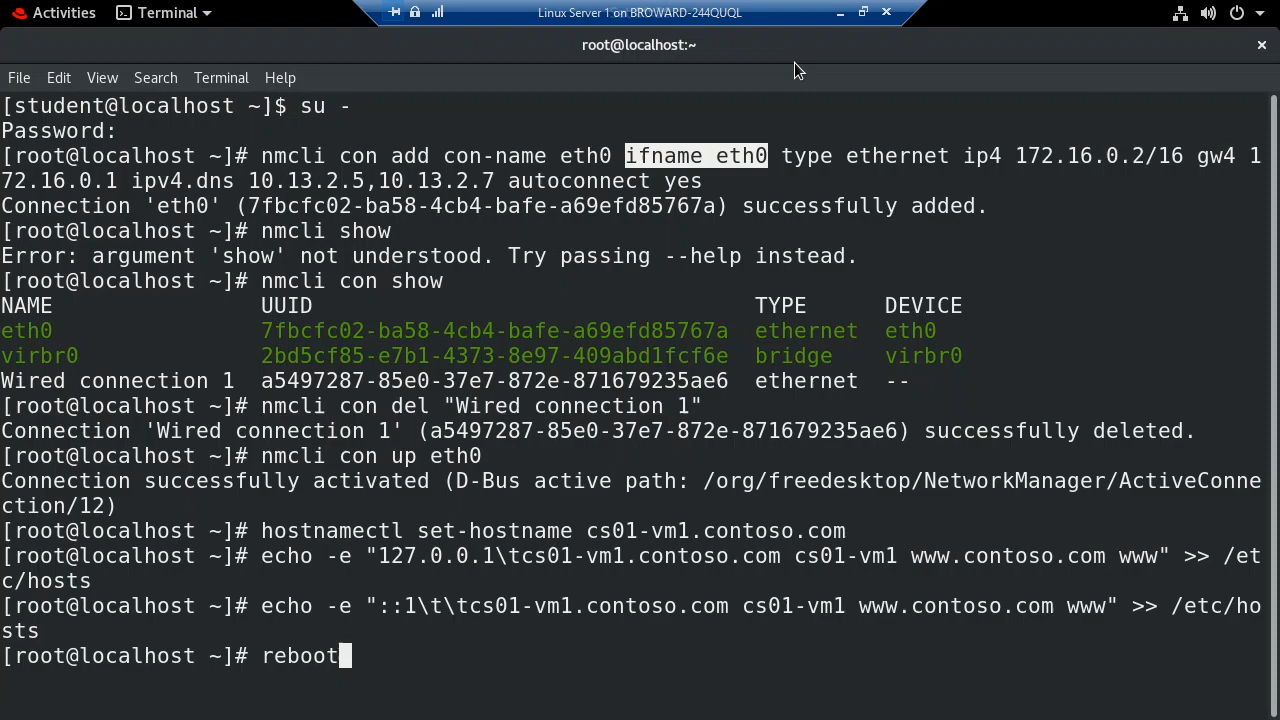 Activities Terminal Linux Server 1 on BROWARD-244QUQL
root@localhost:~
File Edit View Search Terminal Help
[student@localhost ~]$ su -
Password:
[root@localhost ~]# nmcli con add con-name eth0 ifname eth0 type ethernet ip4 172.16.0.2/16 gw4 1
72.16.0.1 ipv4.dns 10.13.2.5,10.13.2.7 autoconnect yes
Connection 'eth0' (7fbcfc02-ba58-4cb4-bafe-a69efd85767a) successfully added.
[root@localhost ~]# nmcli show
Error: argument 'show' not understood. Try passing --help instead.
[root@localhost ~]# nmcli con show
NAME UUID TYPE DEVICE
eth0 7fbcfc02-ba58-4cb4-bafe-a69efd85767a ethernet eth0
virbr0 2bd5cf85-e7b1-4373-8e97-409abd1fcf6e bridge virbr0
Wired connection 1 a5497287-85e0-37e7-872e-871679235ae6 ethernet --
[root@localhost ~]# nmcli con del "Wired connection 1"
Connection 'Wired connection 1' (a5497287-85e0-37e7-872e-871679235ae6) successfully deleted.
[root@localhost ~]# nmcli con up eth0
Connection successfully activated (D-Bus active path: /org/freedesktop/NetworkManager/ActiveConne
ction/12)
[root@localhost ~]# hostnamectl set-hostname cs01-vm1.contoso.com
[root@localhost ~]# echo -e "127.0.0.1\tcs01-vm1.contoso.com cs01-vm1 www.contoso.com www" >> /et
c/hosts
[root@localhost ~]# echo -e "::1\t\tcs01-vm1.contoso.com cs01-vm1 www.contoso.com www" >> /etc/ho
sts
[root@localhost ~]# reboot